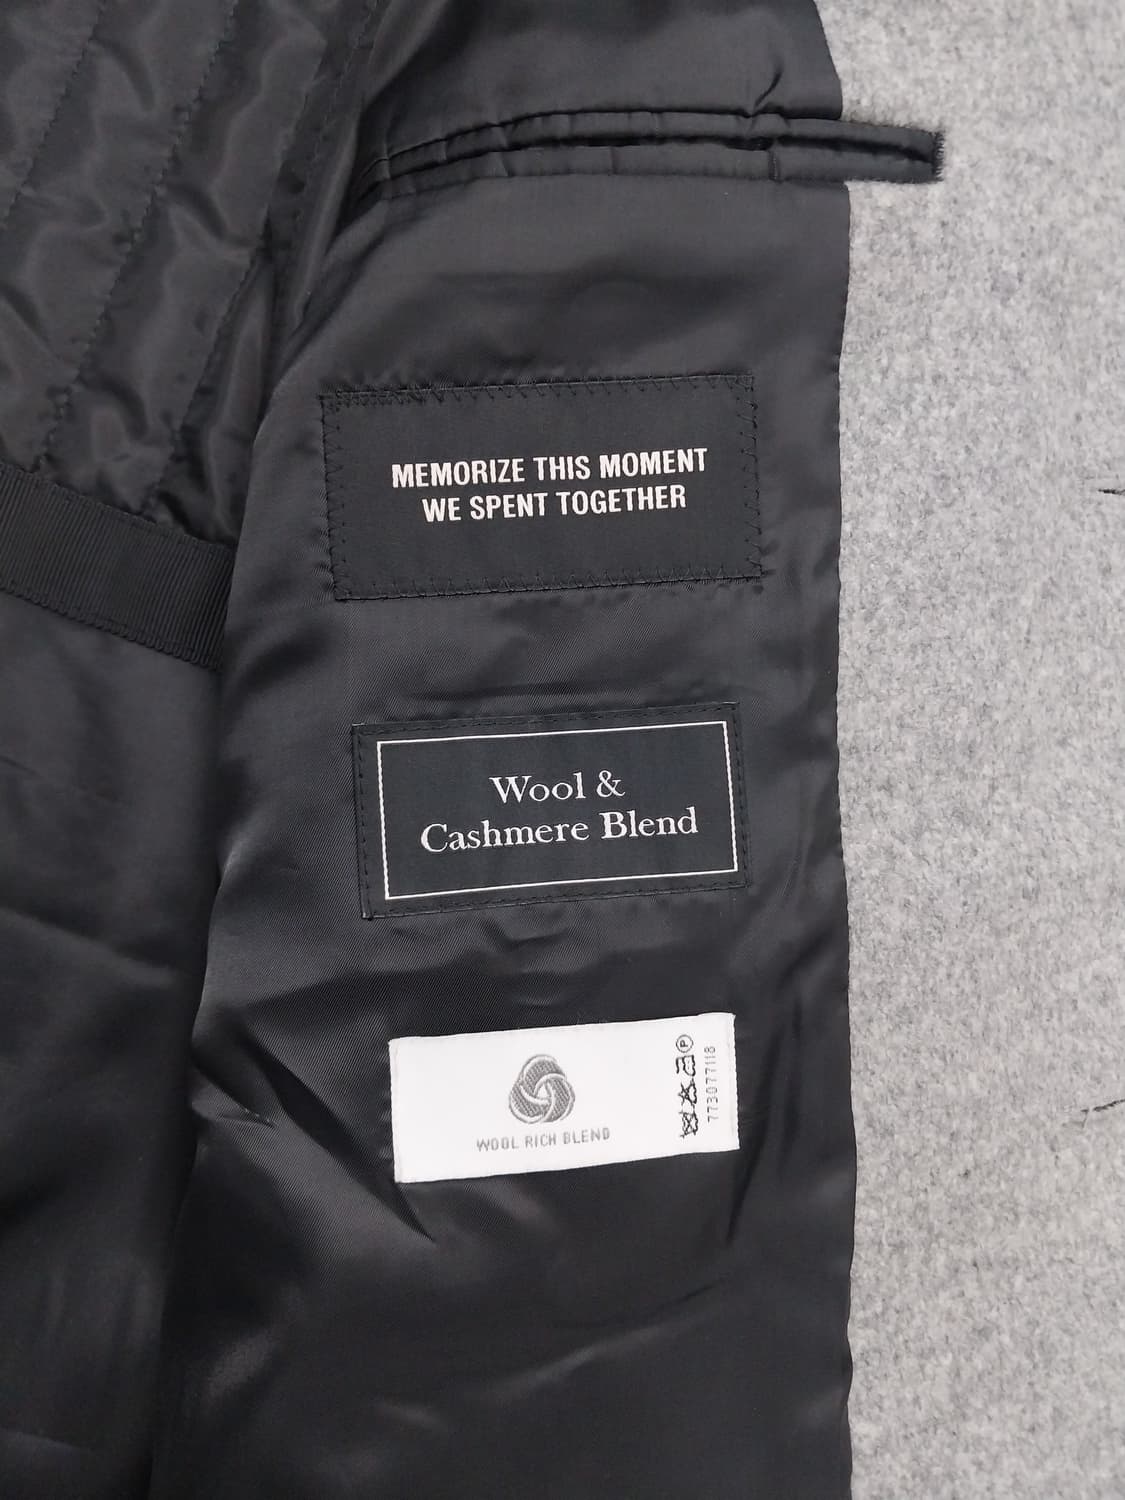 MEMORIZE THIS MOMENT
WE SPENT TOGETHER
Wool &
Cashmere Blend
WOOL RICH BLEND
P
773077118